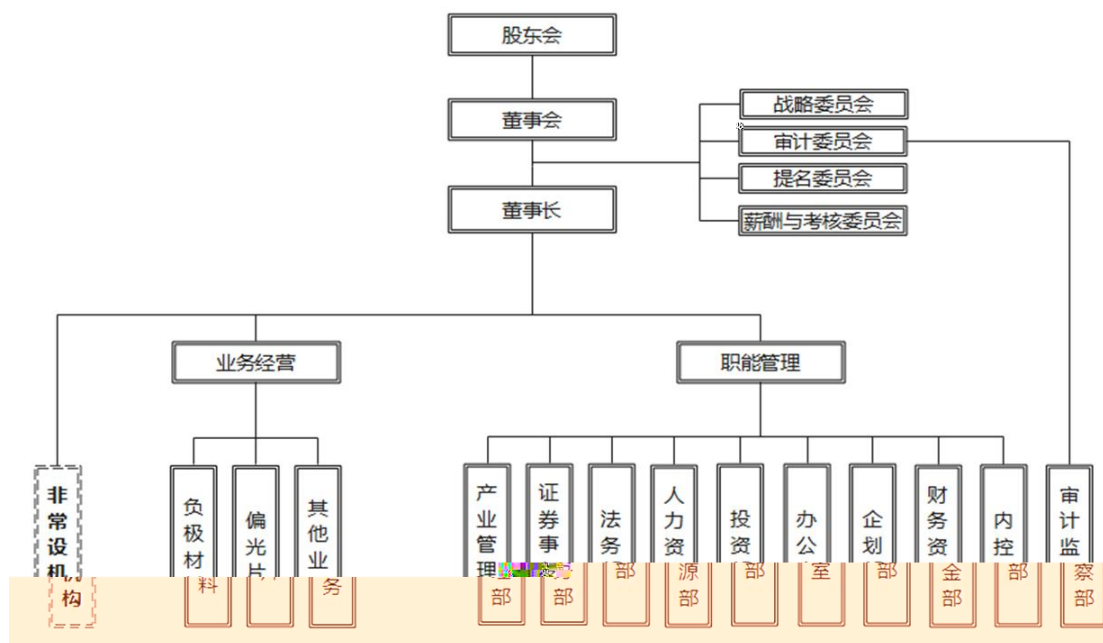 股东会
董事会
战略委员会
审计委员会
提名委员会
董事长
薪酬与考核委员会
业务经营
职能管理
非常设机构
负极材料
偏光片
其他业务
产业管理部
证券事务部
法务部
人力资源部
投资部
办公室
企划部
财务资金部
内控部
审计监察部